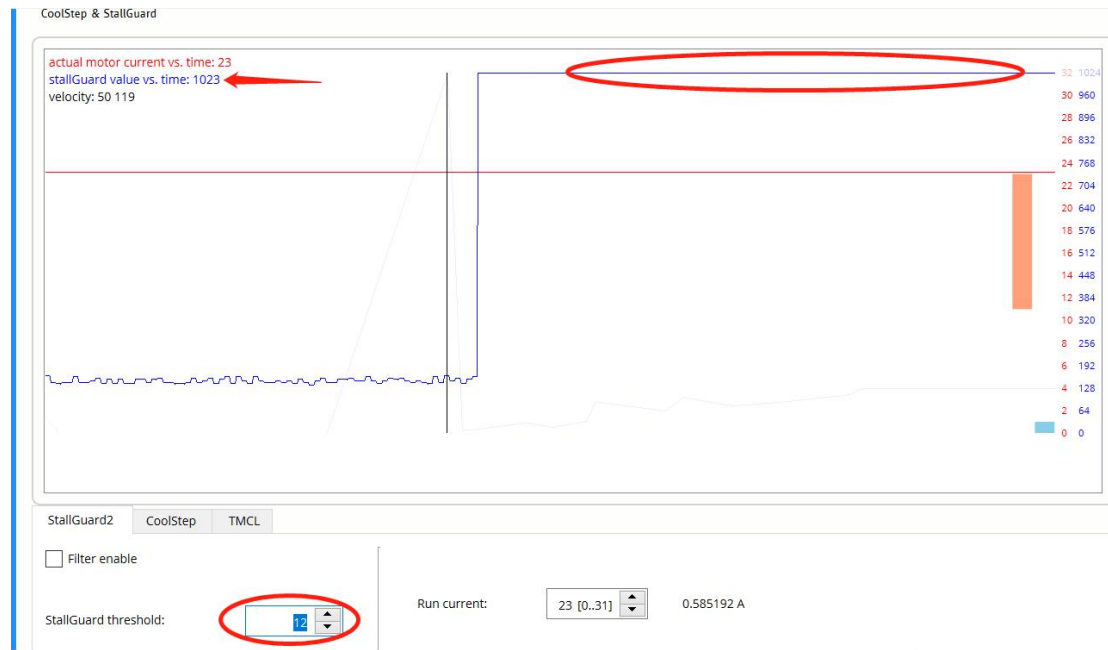 CoolStep & StallGuard
actual motor current vs. time: 23
stallGuard value vs. time: 1023
velocity: 50 119
32 1024
30 960
28 896
26 832
24 768
22 704
20 640
18 576
16 512
14 448
12 384
10 320
8 256
6 192
4 128
2 64
0 0
StallGuard2 CoolStep TMCL
Filter enable
StallGuard threshold: 12
Run current: 23 [0..31] 0.585192 A